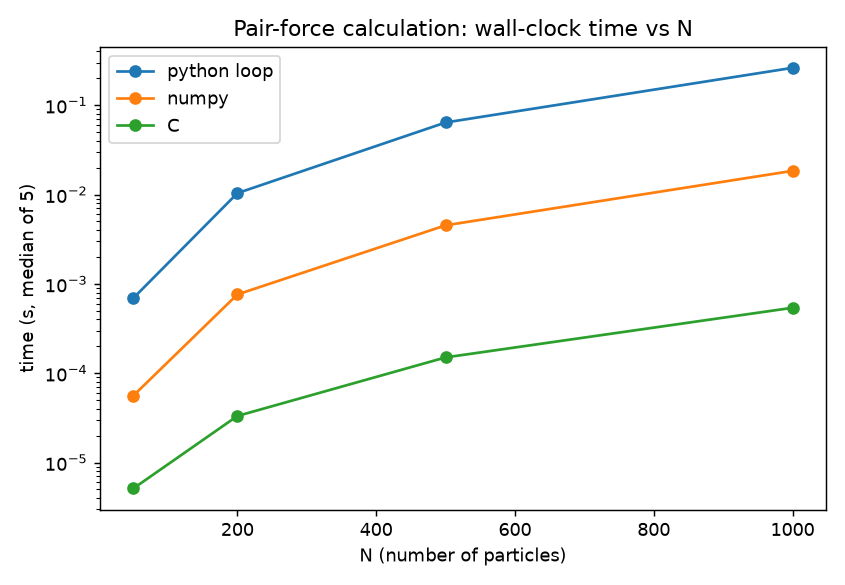 Pair-force calculation: wall-clock time vs N
python loop
numpy
C
time (s, median of 5)
10⁻¹
10⁻²
10⁻³
10⁻⁴
10⁻⁵
200 400 600 800 1000
N (number of particles)